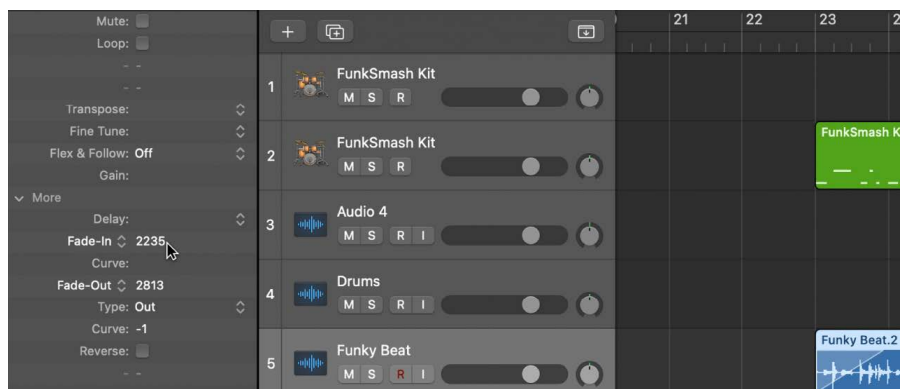 Mute:
Loop:
- -
- -
Transpose:
Fine Tune:
Flex & Follow: Off
Gain:
More
Delay:
Fade-In 2235
Curve:
Fade-Out 2813
Type: Out
Curve: -1
Reverse:
- -
21 22 23 2
1 FunkSmash Kit
M S R
2 FunkSmash Kit
M S R
FunkSmash K
3 Audio 4
M S R I
4 Drums
M S R I
5 Funky Beat
M S R I
Funky Beat.2